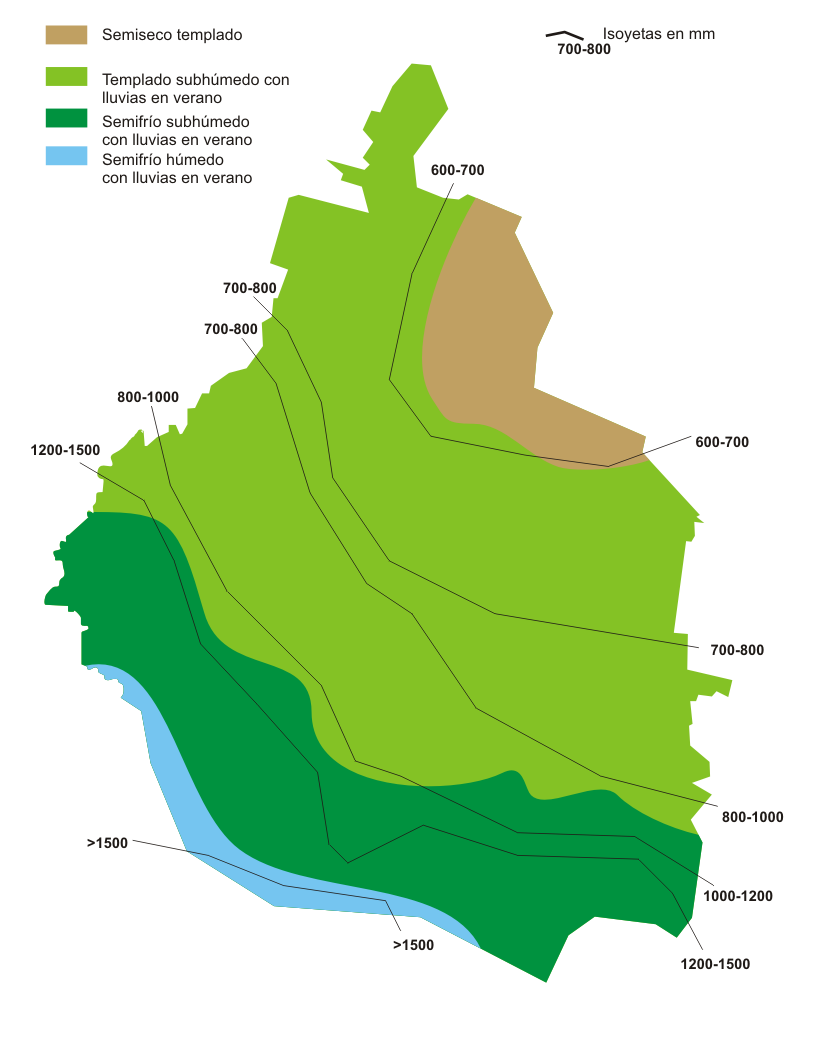 Semiseco templado
Templado subhúmedo con
lluvias en verano
Semifrío subhúmedo
con lluvias en verano
Semifrío húmedo
con lluvias en verano
Isoyetas en mm
700-800
600-700
700-800
700-800
800-1000
1200-1500
600-700
700-800
800-1000
>1500
1000-1200
>1500
1200-1500